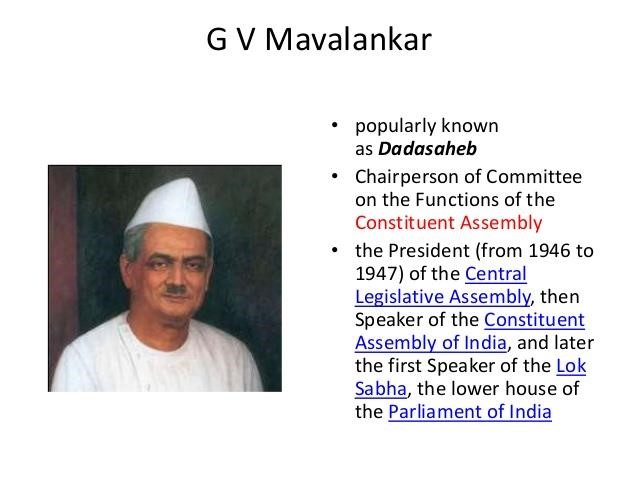 G V Mavalankar
• popularly known
as Dadasaheb
• Chairperson of Committee
on the Functions of the
Constituent Assembly
• the President (from 1946 to
1947) of the Central
Legislative Assembly, then
Speaker of the Constituent
Assembly of India, and later
the first Speaker of the Lok
Sabha, the lower house of
the Parliament of India